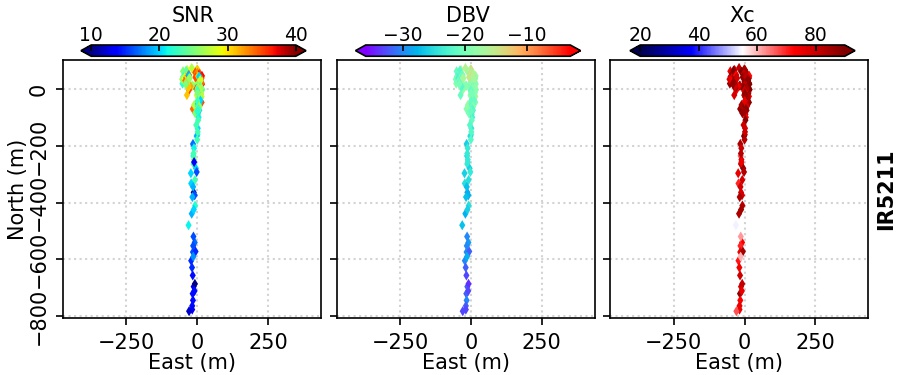 SNR DBV Xc
10 20 30 40 −30 −20 −10 20 40 60 80
North (m)
0
−200
−400
−600
−800
IR5211
−250 0 250 −250 0 250 −250 0 250
East (m) East (m) East (m)